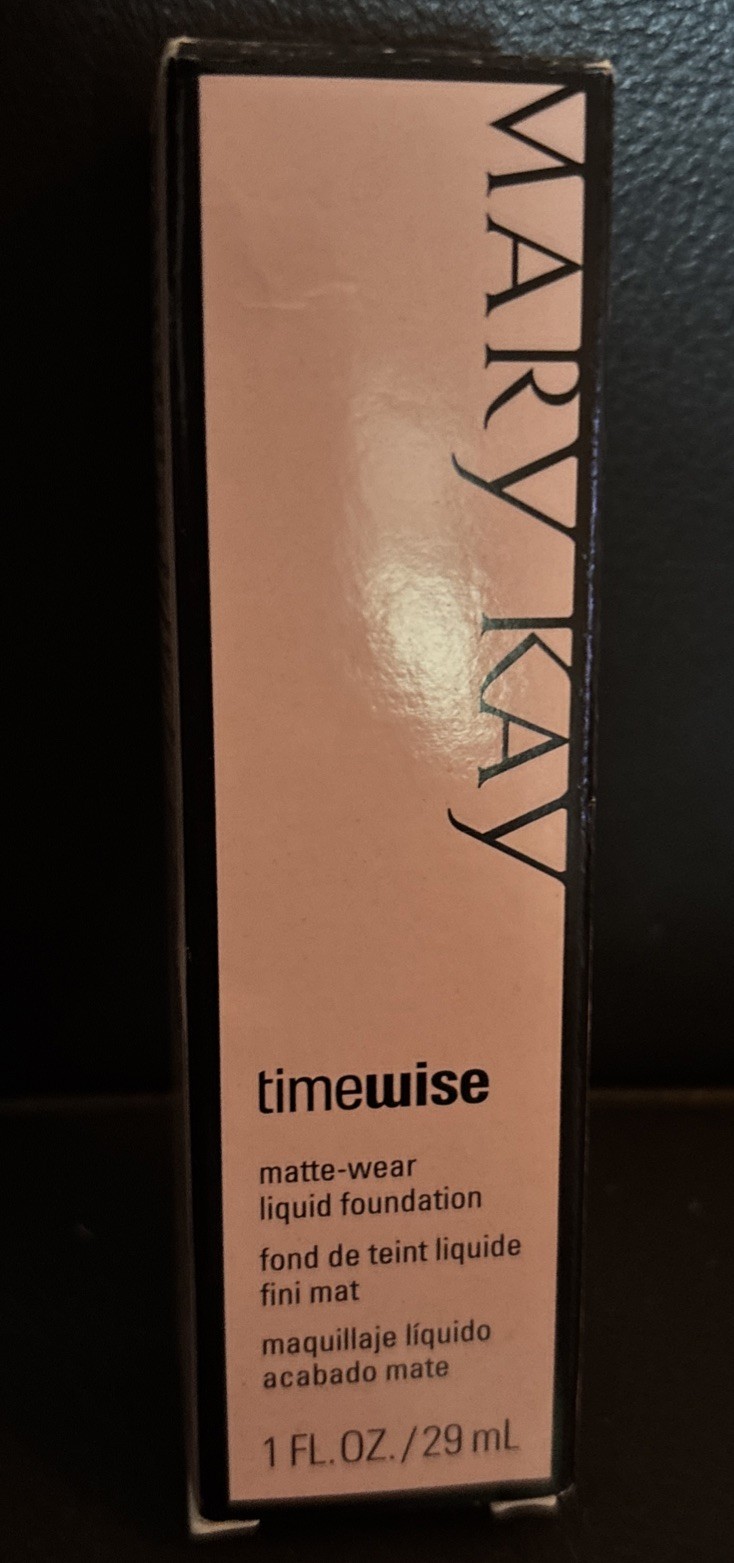 MARY KAY
timewise
matte-wear
liquid foundation
fond de teint liquide
fini mat
maquillaje líquido
acabado mate
1 FL.OZ./29 mL